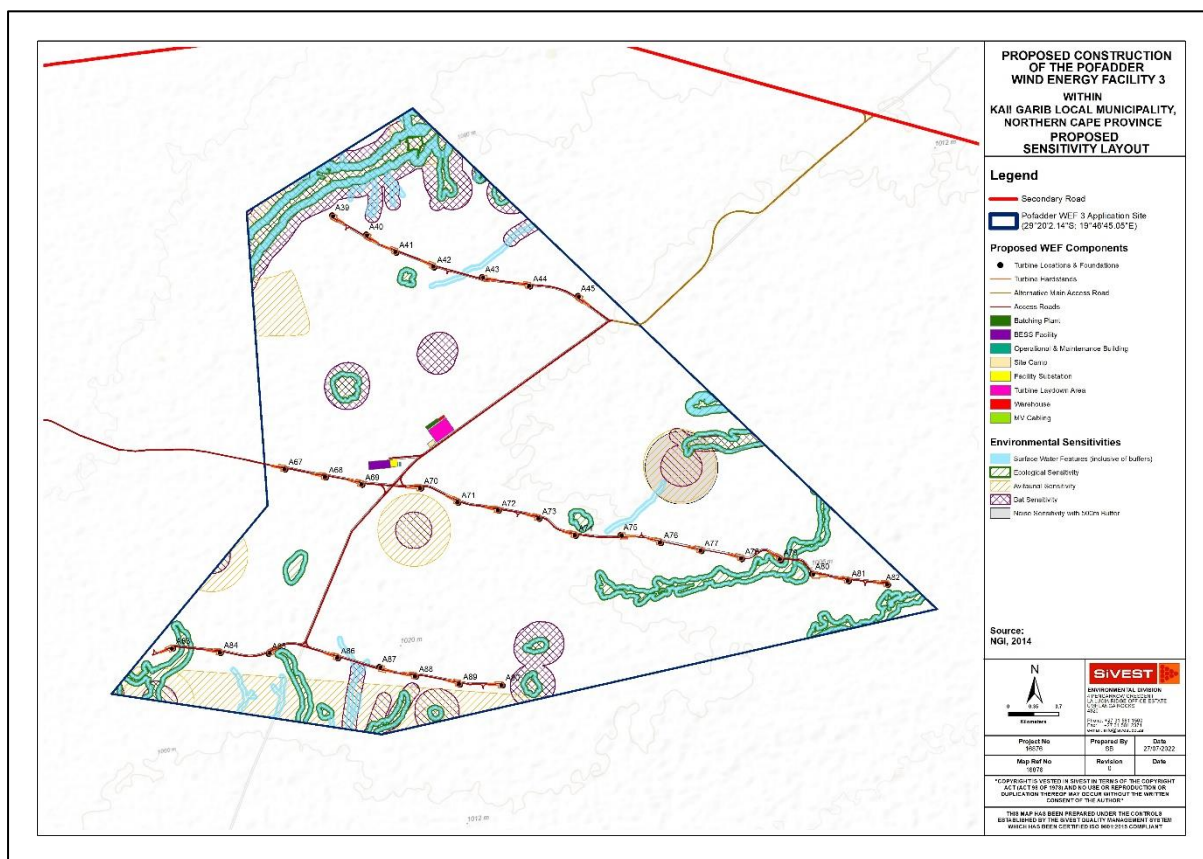 PROPOSED CONSTRUCTION
OF THE POFADDER
WIND ENERGY FACILITY 3
WITHIN
KAI! GARIB LOCAL MUNICIPALITY,
NORTHERN CAPE PROVINCE
PROPOSED
SENSITIVITY LAYOUT
Legend
Secondary Road
Pofadder WEF 3 Application Site
(29°20'2.14"S: 19°46'45.05"E)
Proposed WEF Components
Turbine Locations & Foundations
Turbine Hardstands
Alternative Main Access Road
Access Roads
Batching Plant
BESS Facility
Operational & Maintenance Building
Site Camp
Facility Substation
Turbine Laydown Area
Warehouse
MV Cabling
Environmental Sensitivities
Surface Water Features (inclusive of buffers)
Ecological Sensitivity
Avifaunal Sensitivity
Bat Sensitivity
Noise Sensitivity with 500m Buffer
Source:
NGI, 2014
N
Kilometers
SiVEST
ENVIRONMENTAL DIVISION
Project No
Prepared By
Date
SB
27/07/2022
Map Ref No
Revision
Date
0
"COPYRIGHT IS VESTED IN SIVEST IN TERMS OF THE COPYRIGHT
ACT (ACT 98 OF 1978) AND NO USE OR REPRODUCTION OR
DUPLICATION THEREOF MAY OCCUR WITHOUT THE WRITTEN
CONSENT OF THE AUTHOR"
THIS MAP HAS BEEN PREPARED UNDER THE CONTROLS
ESTABLISHED BY THE SIVEST QUALITY MANAGEMENT SYSTEM
WHICH HAS BEEN CERTIFIED ISO 9001:2015 COMPLIANT
1012 m
A39
A40
A41
A42
A43
A44
A45
A67
A68
A69
A70
A71
A72
A73
A74
A75
A76
A77
A78
A79
A80
A81
A82
A84
A86
A87
A88
A89
1020 m
1012 m